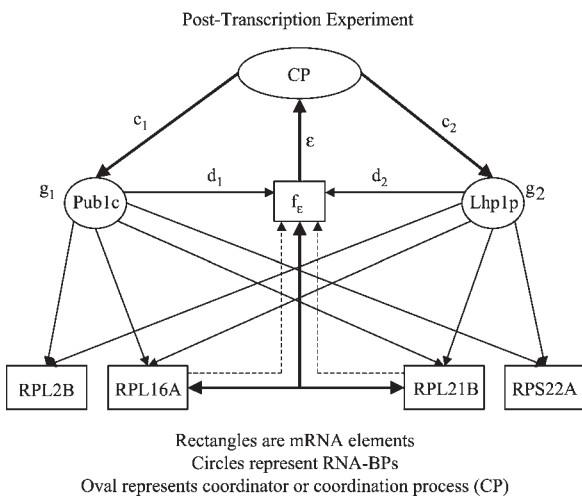 Post-Transcription Experiment
CP
c1
c2
ε
g1
d1
d2
g2
Pub1c
fε
Lhp1p
RPL2B
RPL16A
RPL21B
RPS22A
Rectangles are mRNA elements
Circles represent RNA-BPs
Oval represents coordinator or coordination process (CP)